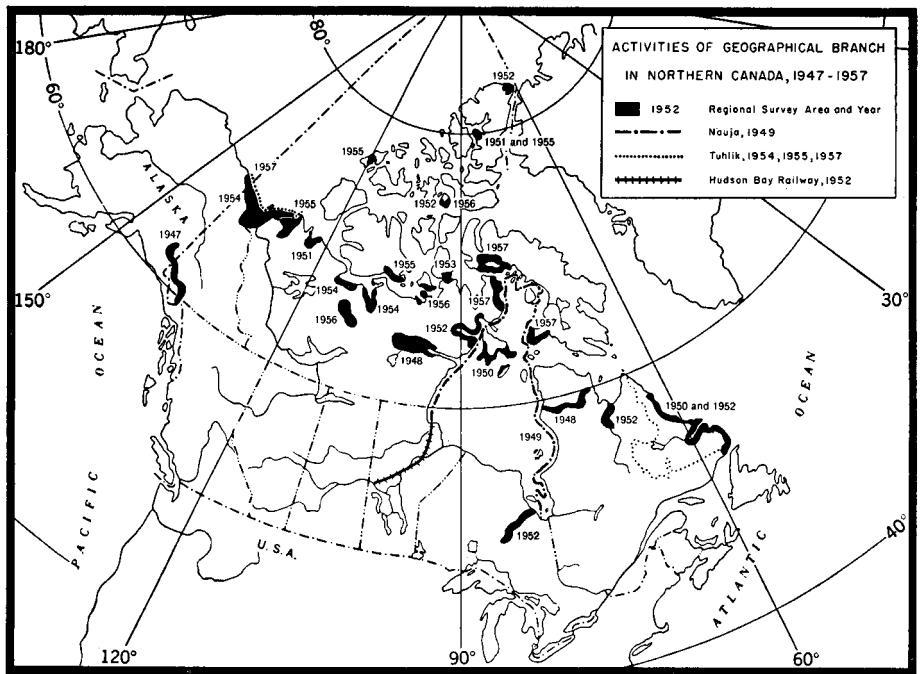 ACTIVITIES OF GEOGRAPHICAL BRANCH
IN NORTHERN CANADA, 1947-1957
1952 Regional Survey Area and Year
Nauja, 1949
Tuhlik, 1954, 1955, 1957
Hudson Bay Railway, 1952
180°
80°
60°
1952
1951 and 1955
1955
1957
ALASKA
1954
1955
1952
1956
1947
1951
1957
1955
1953
150°
1954
1954
1956
1957
30°
1956
1952
1957
1948
1950
PACIFIC OCEAN
ATLANTIC OCEAN
1950 and 1952
1948
1952
1949
1952
U.S.A.
40°
120°
90°
60°